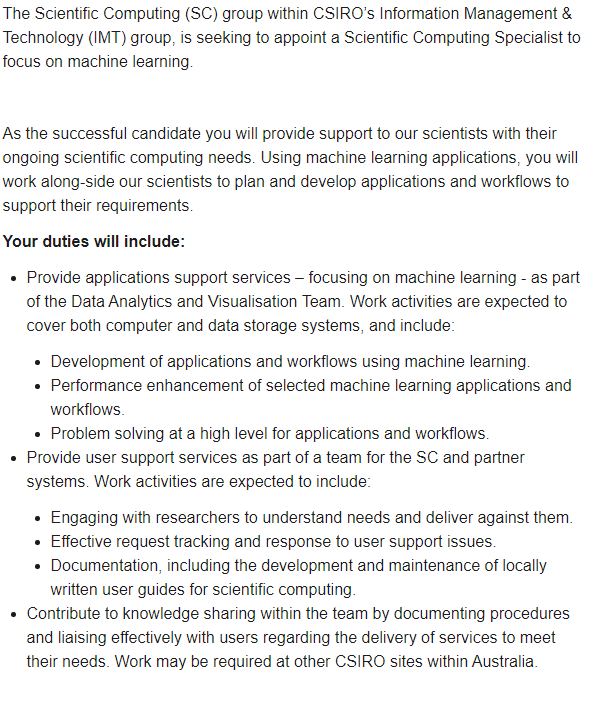 The Scientific Computing (SC) group within CSIRO's Information Management &
Technology (IMT) group, is seeking to appoint a Scientific Computing Specialist to
focus on machine learning.
As the successful candidate you will provide support to our scientists with their
ongoing scientific computing needs. Using machine learning applications, you will
work along-side our scientists to plan and develop applications and workflows to
support their requirements.
Your duties will include:
• Provide applications support services – focusing on machine learning - as part
of the Data Analytics and Visualisation Team. Work activities are expected to
cover both computer and data storage systems, and include:
• Development of applications and workflows using machine learning.
• Performance enhancement of selected machine learning applications and
workflows.
• Problem solving at a high level for applications and workflows.
• Provide user support services as part of a team for the SC and partner
systems. Work activities are expected to include:
• Engaging with researchers to understand needs and deliver against them.
• Effective request tracking and response to user support issues.
• Documentation, including the development and maintenance of locally
written user guides for scientific computing.
• Contribute to knowledge sharing within the team by documenting procedures
and liaising effectively with users regarding the delivery of services to meet
their needs. Work may be required at other CSIRO sites within Australia.